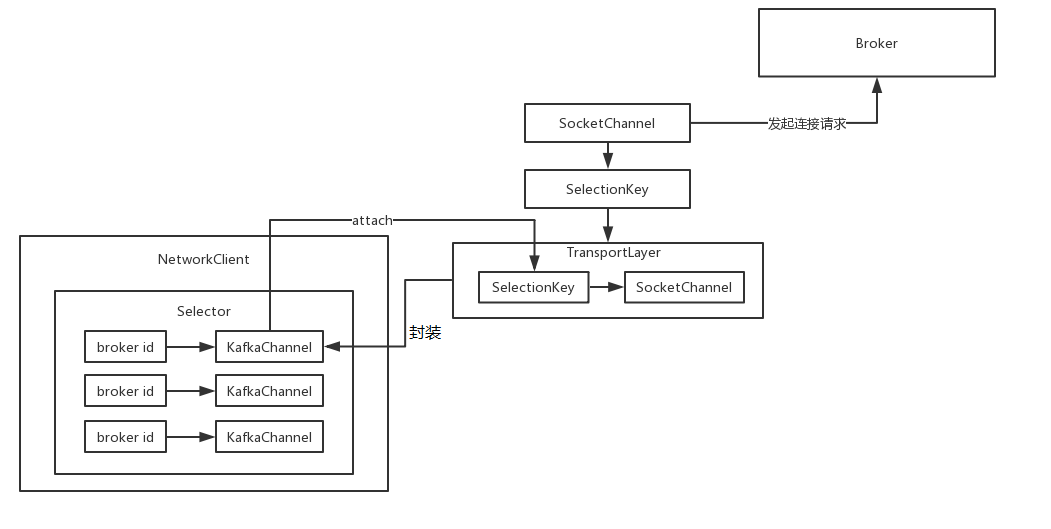 Broker
SocketChannel
发起连接请求
SelectionKey
attach
NetworkClient
TransportLayer
SelectionKey
SocketChannel
Selector
封装
broker id
KafkaChannel
broker id
KafkaChannel
broker id
KafkaChannel